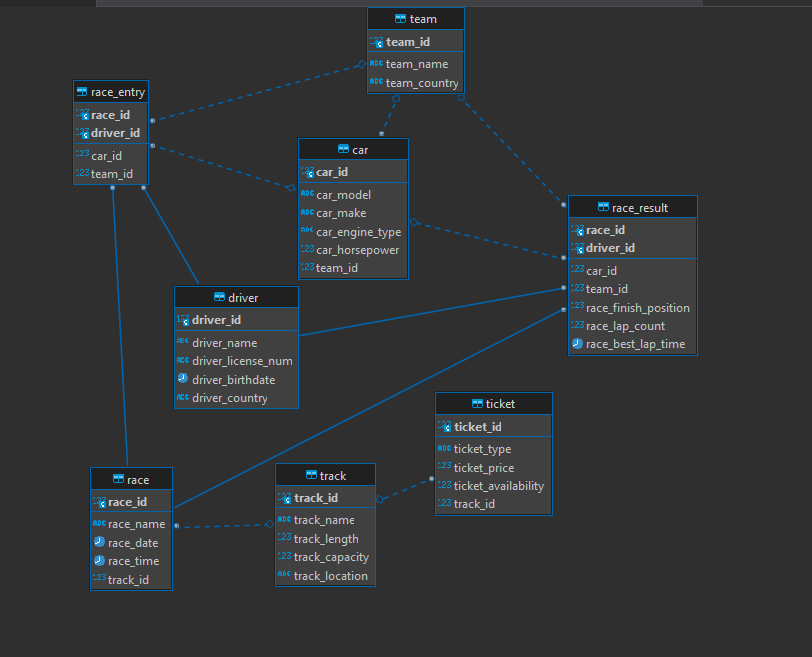 team
team_id
team_name
team_country
race_entry
race_id
driver_id
car_id
team_id
car
car_id
car_model
car_make
car_engine_type
car_horsepower
team_id
race_result
race_id
driver_id
car_id
team_id
race_finish_position
race_lap_count
race_best_lap_time
driver
driver_id
driver_name
driver_license_num
driver_birthdate
driver_country
ticket
ticket_id
ticket_type
ticket_price
ticket_availability
track_id
race
race_id
race_name
race_date
race_time
track_id
track
track_id
track_name
track_length
track_capacity
track_location